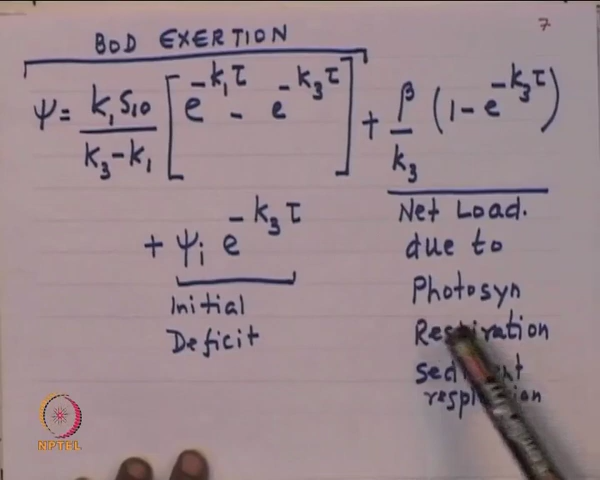 7
BOD EXERTION
ψ = k₁S₁₀ / (k₃-k₁) [e^(-k₁τ) - e^(-k₃τ)] + β/k₃ (1-e^(-k₃τ))
+ ψᵢ e^(-k₃τ)
Initial
Deficit
Net Load.
due to
Photosyn
Respiration
NPTEL